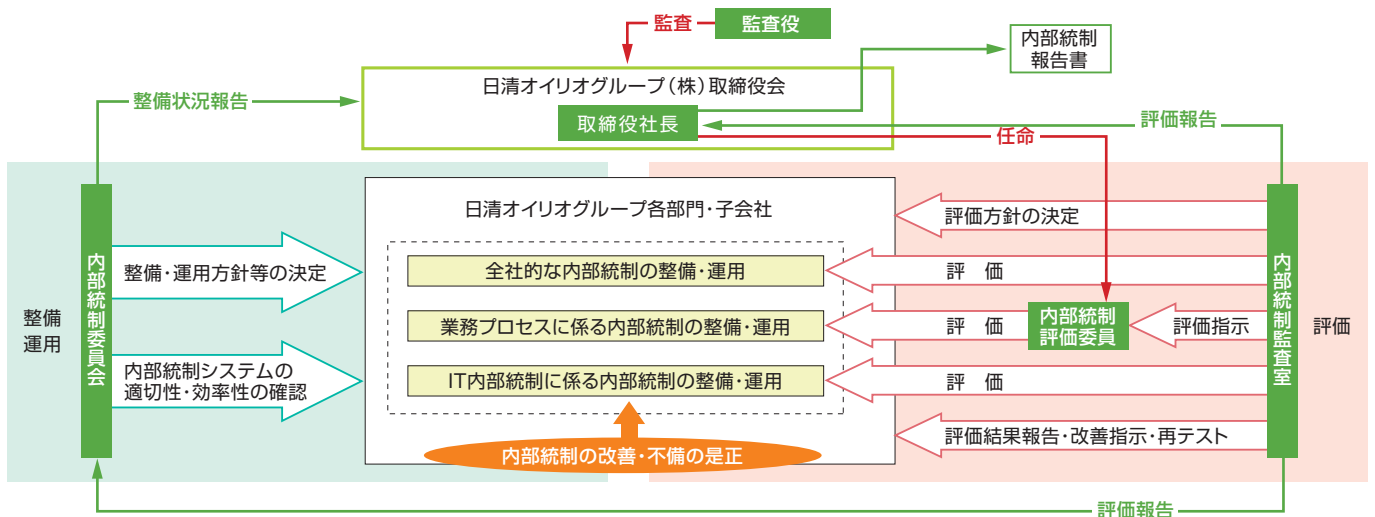 監査
監査役
内部統制
報告書
日清オイリオグループ（株）取締役会
整備状況報告
取締役社長
評価報告
任命
日清オイリオグループ各部門・子会社
評価方針の決定
内部統制委員会
整備・運用方針等の決定
全社的な内部統制の整備・運用
評　価
内部統制監査室
整備
運用
業務プロセスに係る内部統制の整備・運用
評　価
内部統制
評価委員
評価指示
評価
内部統制システムの
適切性・効率性の確認
IT内部統制に係る内部統制の整備・運用
評　価
内部統制の改善・不備の是正
評価結果報告・改善指示・再テスト
評価報告